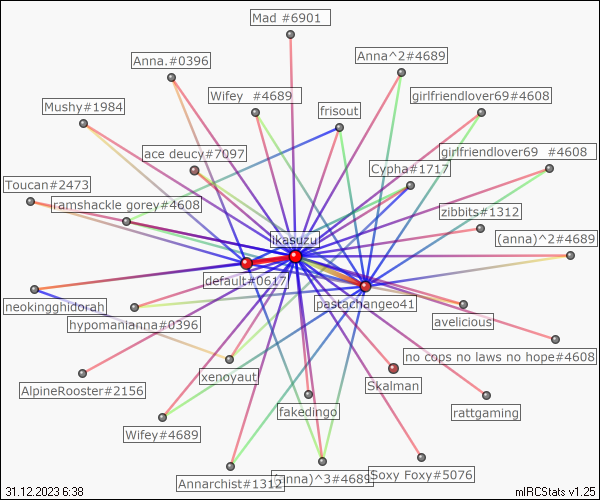 Mad #6901
Anna.#0396
Anna^2#4689
Wifey  #4689
girlfriendlover69#4608
Mushy#1984
frisout
ace deucy#7097
girlfriendlover69  #4608
Cypha#1717
Toucan#2473
ramshackle gorey#4608
zibbits#1312
Ikasuzu
(anna)^2#4689
default#0617
pastachangeo41
neokingghidorah
hypomanianna#0396
avelicious
no cops no laws no hope#4608
xenoyaut
AlpineRooster#2156
Skalman
fakedingo
rattgaming
Wifey#4689
Annarchist#1312
(anna)^3#4689
Soxy Foxy#5076
31.12.2023 6:38
mIRCStats v1.25